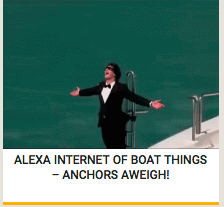 ALEXA INTERNET OF BOAT THINGS
– ANCHORS AWEIGH!